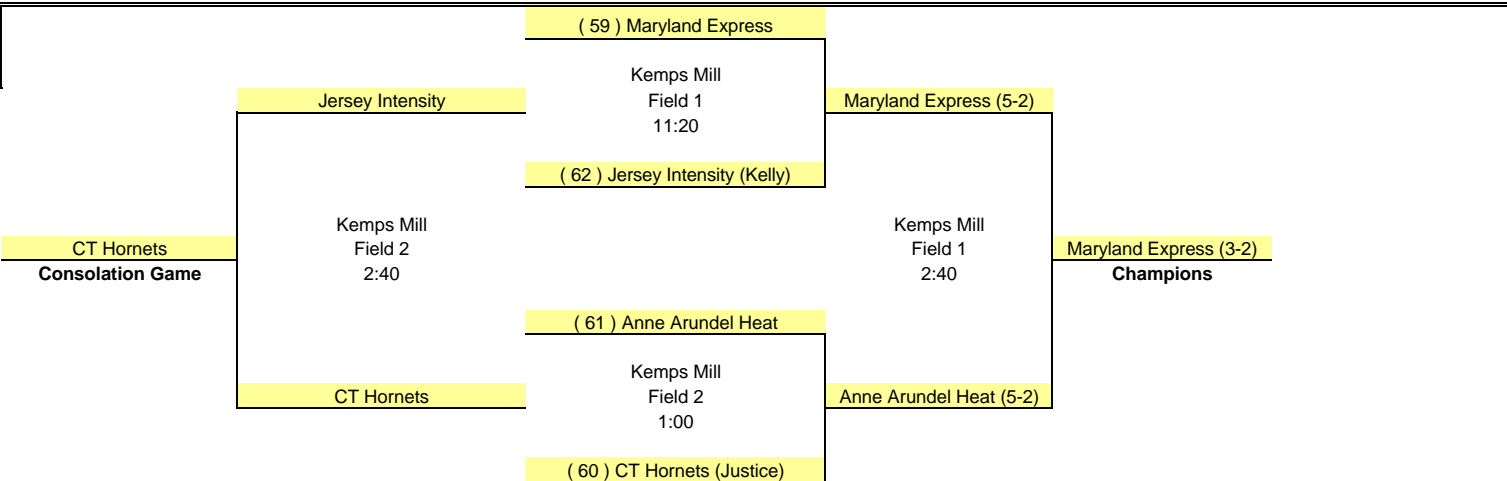 ( 59 ) Maryland Express
Kemps Mill
Jersey Intensity
Field 1
Maryland Express (5-2)
11:20
( 62 ) Jersey Intensity (Kelly)
Kemps Mill
Kemps Mill
CT Hornets
Field 2
Field 1
Maryland Express (3-2)
Consolation Game
2:40
2:40
Champions
( 61 ) Anne Arundel Heat
Kemps Mill
CT Hornets
Field 2
Anne Arundel Heat (5-2)
1:00
( 60 ) CT Hornets (Justice)